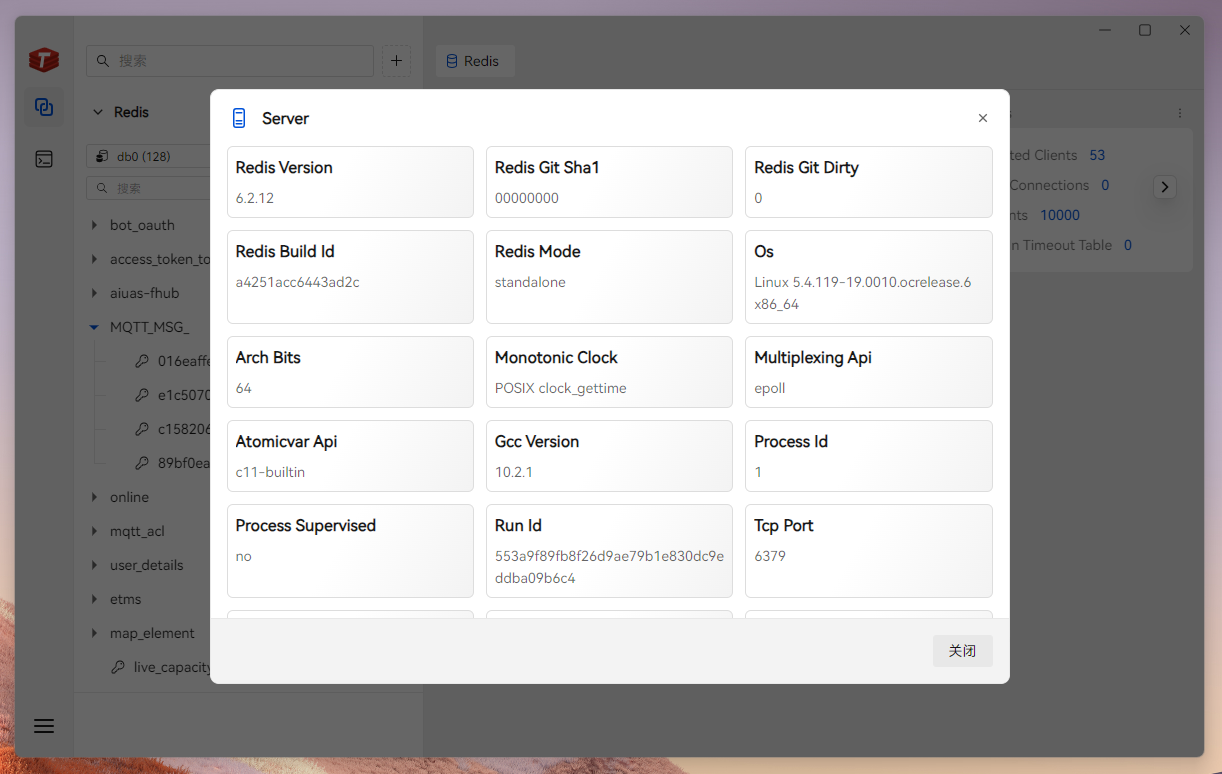 T
搜索
Redis
Redis
db0 (128)
搜索
bot_oauth
access_token_to
aiuas-fhub
MQTT_MSG_
016eaffe
e1c5070
c158206
89bf0ea
online
mqtt_acl
user_details
etms
map_element
live_capacity
Server
Redis Version
6.2.12
Redis Git Sha1
00000000
Redis Git Dirty
0
Redis Build Id
a4251acc6443ad2c
Redis Mode
standalone
Os
Linux 5.4.119-19.0010.ocrelease.6
x86_64
Arch Bits
64
Monotonic Clock
POSIX clock_gettime
Multiplexing Api
epoll
Atomicvar Api
c11-builtin
Gcc Version
10.2.1
Process Id
1
Process Supervised
no
Run Id
553a9f89fb8f26d9ae79b1e830dc9e
ddba09b6c4
Tcp Port
6379
关闭
ted Clients 53
Connections 0
nts 10000
n Timeout Table 0